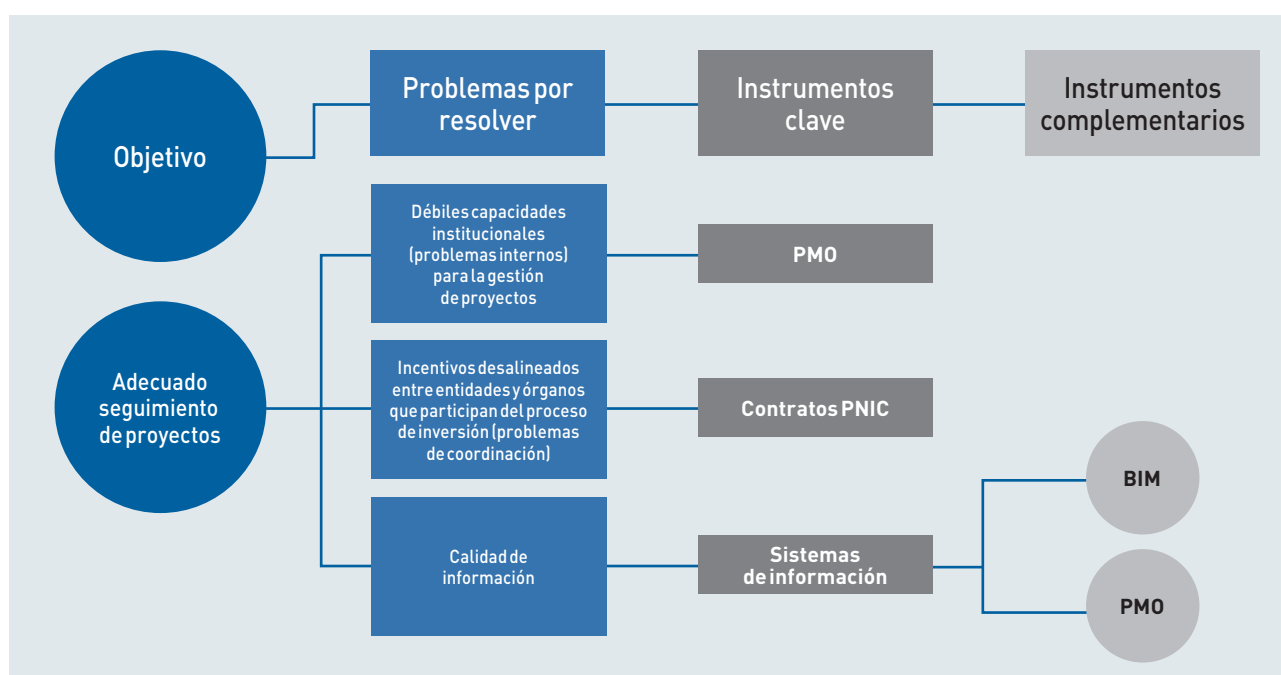 Objetivo
Problemas por
resolver
Instrumentos
clave
Instrumentos
complementarios
Adecuado
seguimiento
de proyectos
Débiles capacidades
institucionales
(problemas internos)
para la gestión
de proyectos
PMO
Incentivos desalineados
entre entidades y órganos
que participan del proceso
de inversión (problemas
de coordinación)
Contratos PNIC
Calidad de
información
Sistemas
de información
BIM
PMO